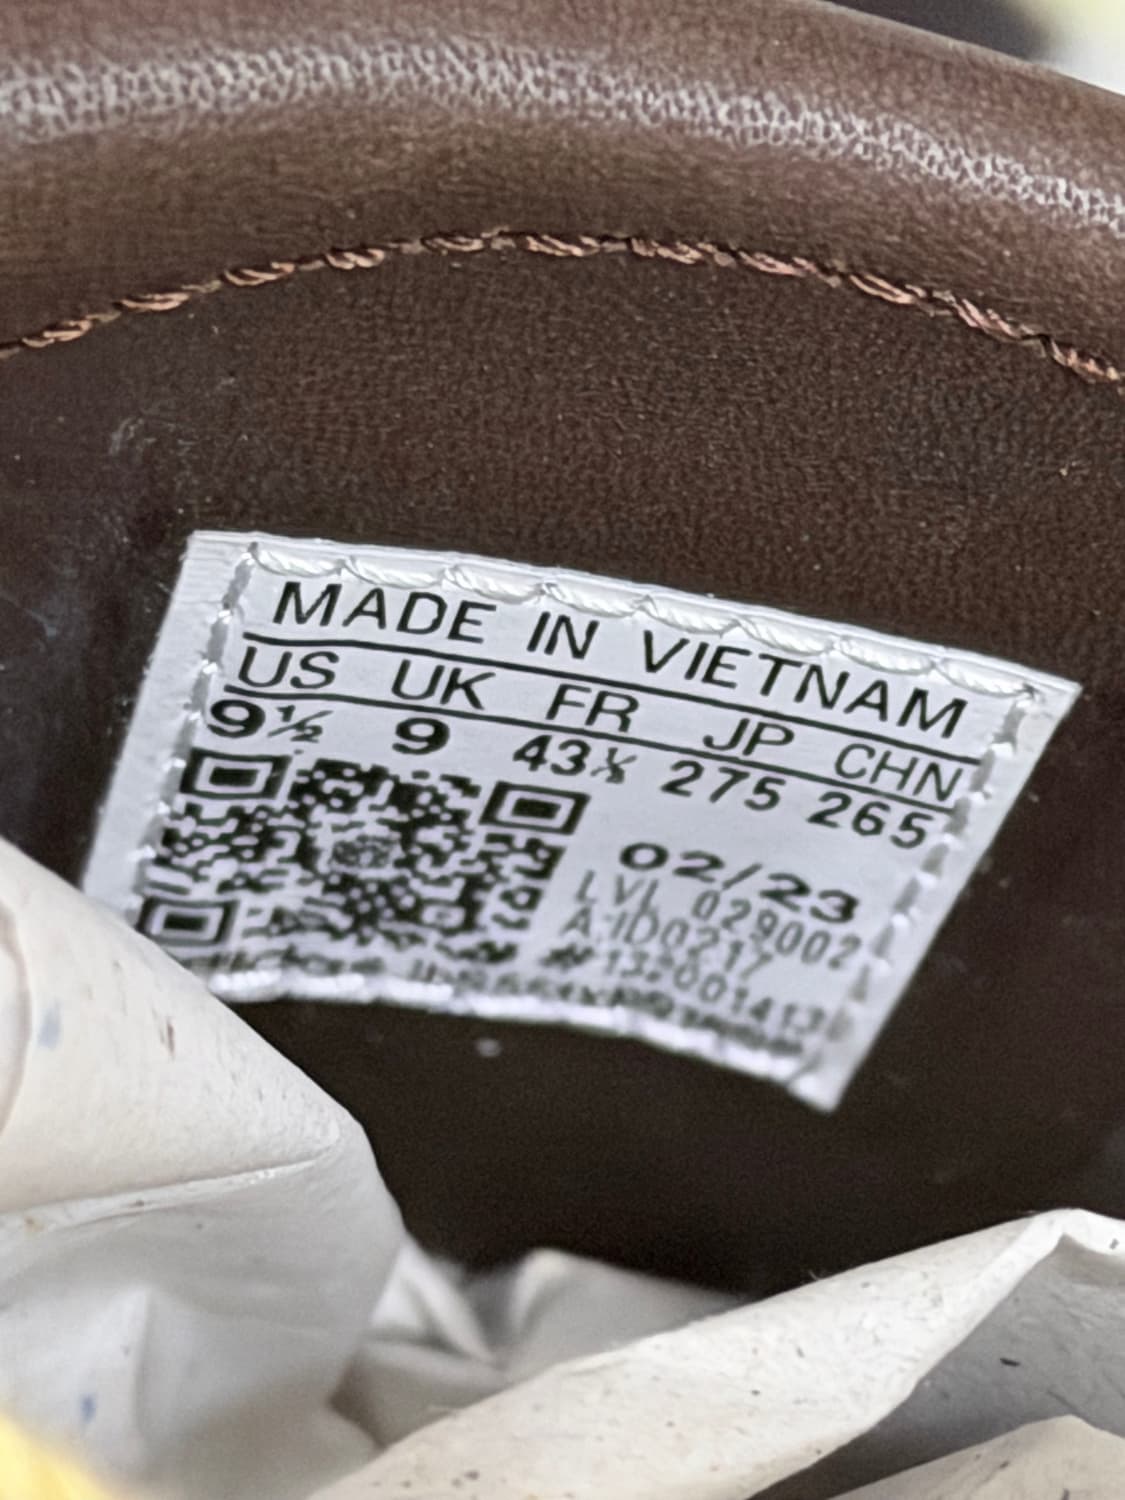 MADE IN VIETNAM
US UK FR JP CHN
9½ 9 43⅓ 275 265
02/23
LVL 029002
A:ID0217